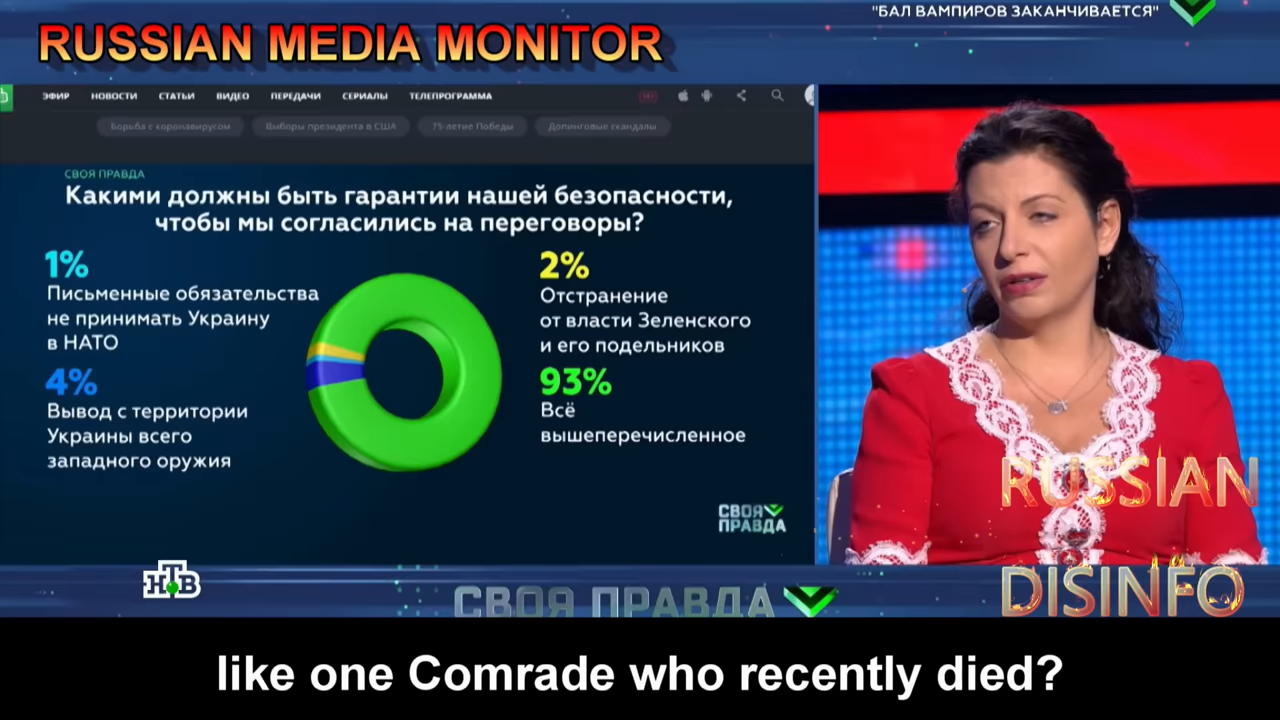 "БАЛ ВАМПИРОВ ЗАКАНЧИВАЕТСЯ"
RUSSIAN MEDIA MONITOR
ЭФИР НОВОСТИ СТАТЬИ ВИДЕО ПЕРЕДАЧИ СЕРИАЛЫ ТЕЛЕПРОГРАММА
Борьба с коронавирусом Выборы президента в США 75-летие Победы Допинговые скандалы
СВОЯ ПРАВДА
Какими должны быть гарантии нашей безопасности,
чтобы мы согласились на переговоры?
1%
Письменные обязательства
не принимать Украину
в НАТО
4%
Вывод с территории
Украины всего
западного оружия
2%
Отстранение
от власти Зеленского
и его подельников
93%
Всё
вышеперечисленное
СВОЯ
ПРАВДА
RUSSIAN
DISINFO
НТВ
СВОЯ ПРАВДА
like one Comrade who recently died?